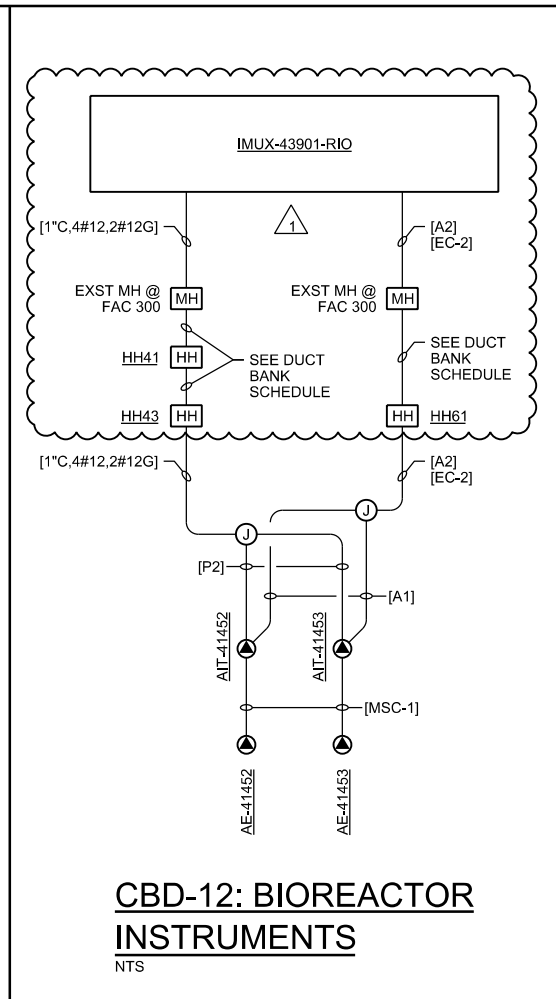 IMUX-43901-RIO
[1"C,4#12,2#12G]
1
[A2]
[EC-2]
EXST MH @
FAC 300
MH
EXST MH @
FAC 300
MH
HH41
HH
SEE DUCT
BANK
SCHEDULE
SEE DUCT
BANK
SCHEDULE
HH43
HH
HH
HH61
[1"C,4#12,2#12G]
[A2]
[EC-2]
J
J
[P2]
[A1]
AIT-41452
AIT-41453
[MSC-1]
AE-41452
AE-41453
CBD-12: BIOREACTOR
INSTRUMENTS
NTS